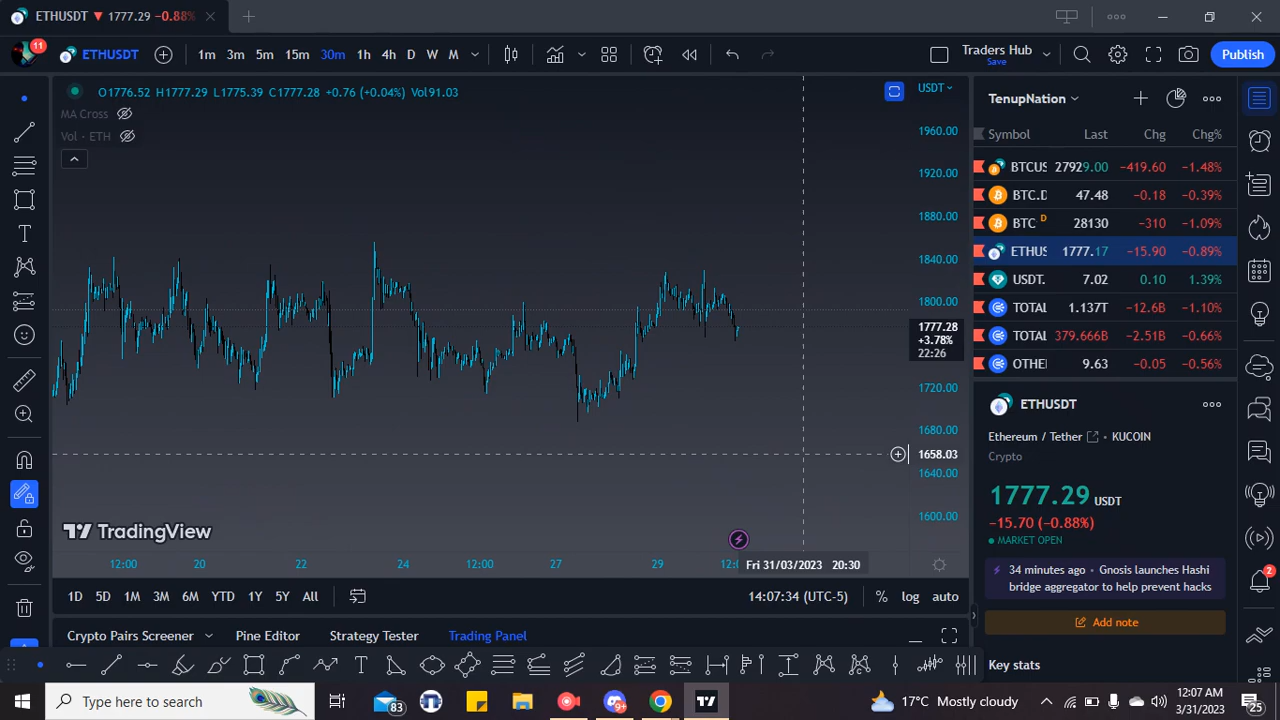 ETHUSDT ▼ 1777.29 −0.88%
11 ETHUSDT 1m 3m 5m 15m 30m 1h 4h D W M Traders Hub Save Publish
O1776.52 H1777.29 L1775.39 C1777.28 +0.76 (+0.04%) Vol91.03
MA Cross
Vol · ETH
USDT
1960.00
1920.00
1880.00
1840.00
1800.00
1777.28
+3.78%
22:26
1720.00
1680.00
1658.03
1640.00
1600.00
TradingView
12:00 20 22 24 12:00 27 29 Fri 31/03/2023 20:30
1D 5D 1M 3M 6M YTD 1Y 5Y All 14:07:34 (UTC-5) % log auto
Crypto Pairs Screener Pine Editor Strategy Tester Trading Panel
TenupNation
Symbol Last Chg Chg%
BTCUS 27929.00 −419.60 −1.48%
BTC.D 47.48 −0.18 −0.39%
BTC D 28130 −310 −1.09%
ETHUS 1777.17 −15.90 −0.89%
USDT. 7.02 0.10 1.39%
TOTAL 1.137T −12.6B −1.10%
TOTAL 379.666B −2.51B −0.66%
OTHE 9.63 −0.05 −0.56%
ETHUSDT
Ethereum / Tether • KUCOIN
Crypto
1777.29 USDT
−15.70 (−0.88%)
MARKET OPEN
34 minutes ago • Gnosis launches Hashi
bridge aggregator to help prevent hacks
Add note
Key stats
2
Type here to search 83 9+ 17°C Mostly cloudy 12:07 AM
3/31/2023 25